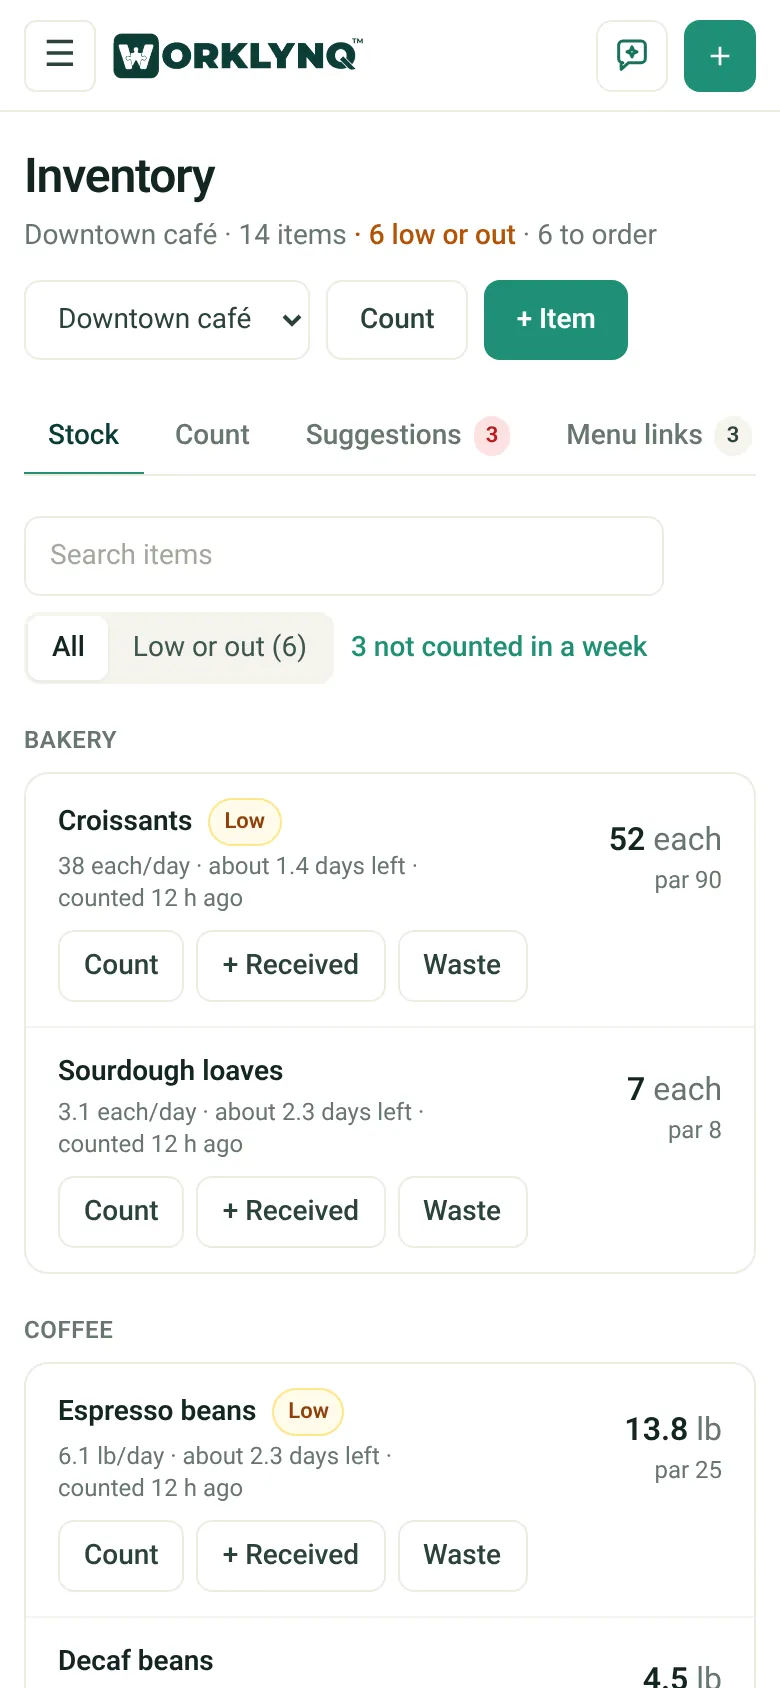 ☰ WORKLYNQ™ +
Inventory
Downtown café · 14 items · 6 low or out · 6 to order
Downtown café Count + Item
Stock Count Suggestions 3 Menu links 3
Search items
All Low or out (6) 3 not counted in a week
BAKERY
Croissants Low
52 each
38 each/day · about 1.4 days left ·
counted 12 h ago
par 90
Count + Received Waste
Sourdough loaves
7 each
3.1 each/day · about 2.3 days left ·
counted 12 h ago
par 8
Count + Received Waste
COFFEE
Espresso beans Low
13.8 lb
6.1 lb/day · about 2.3 days left ·
counted 12 h ago
par 25
Count + Received Waste
Decaf beans
4.5 lb